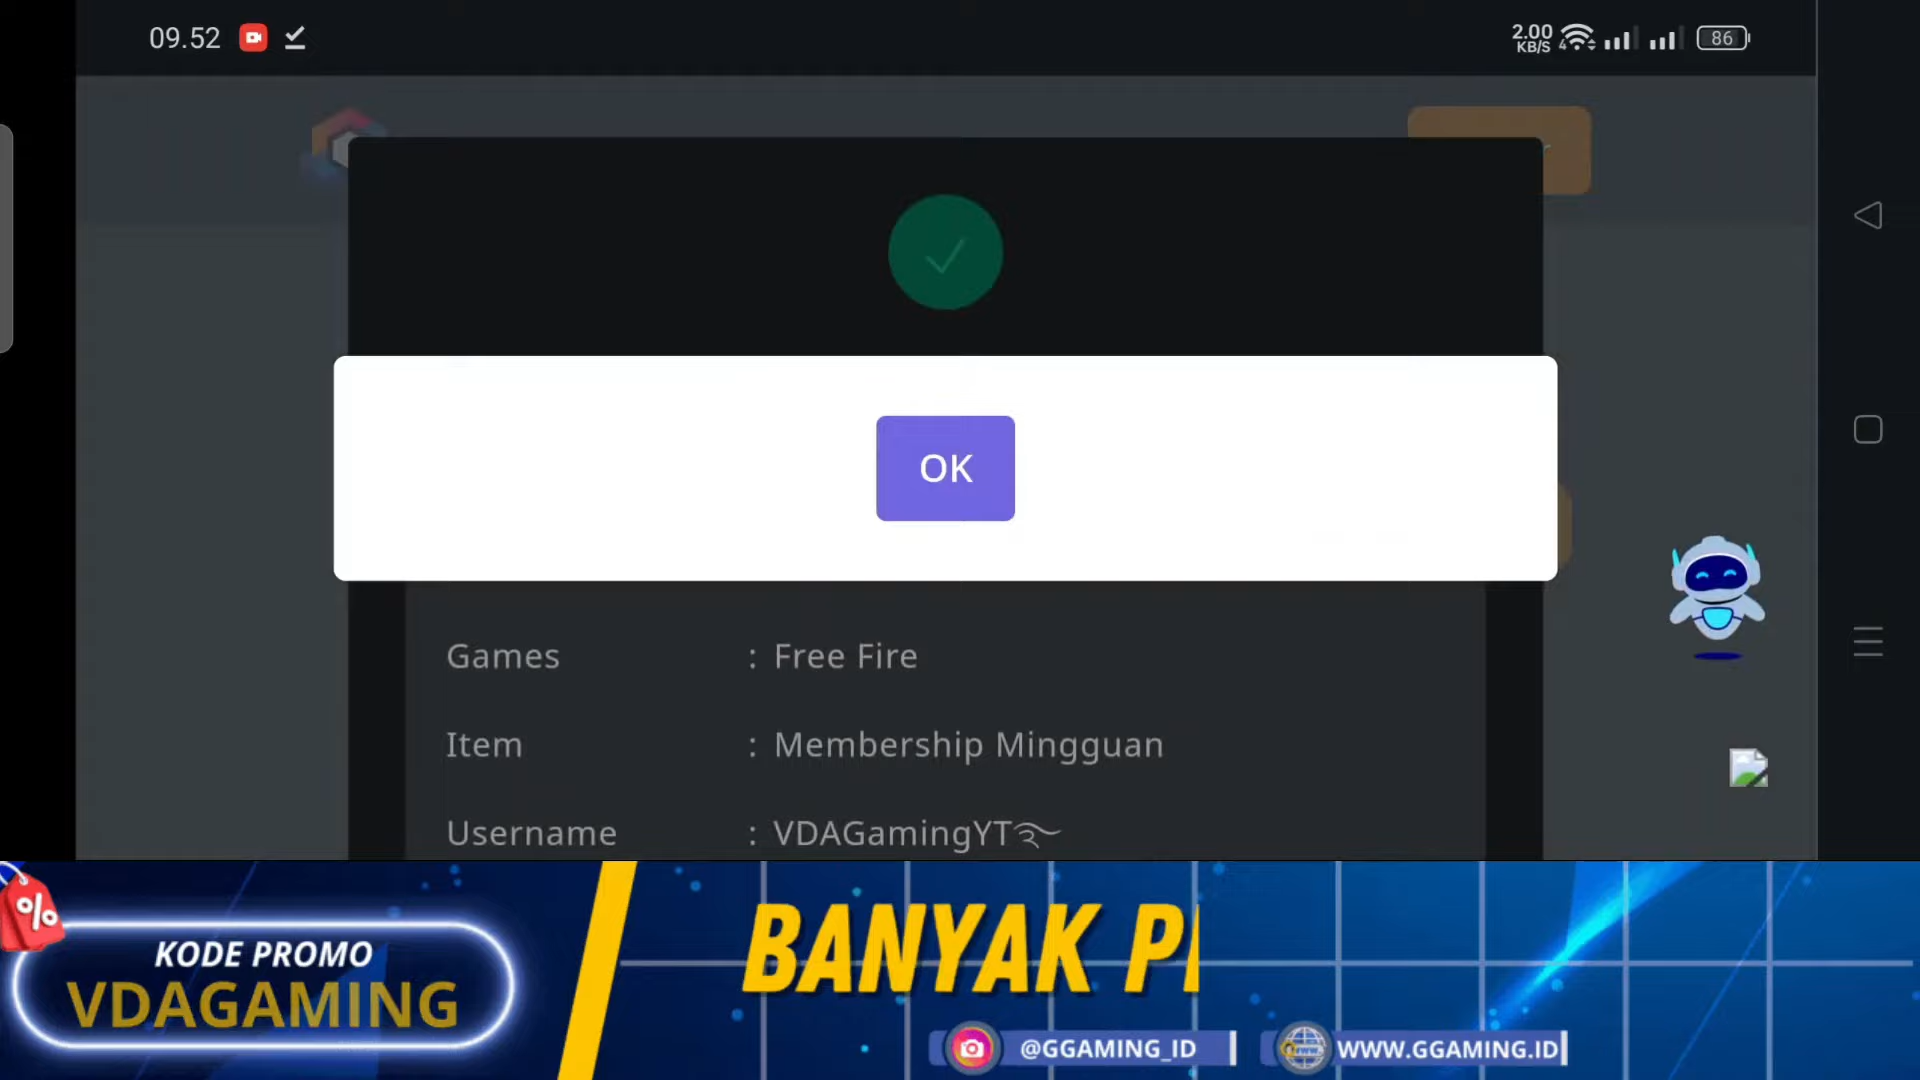 09.52
2.00
KB/S
4
86
OK
Games : Free Fire
Item : Membership Mingguan
Username : VDAGamingYT
%
KODE PROMO
VDAGAMING
BANYAK
@GGAMING_ID
WWW.GGAMING.ID